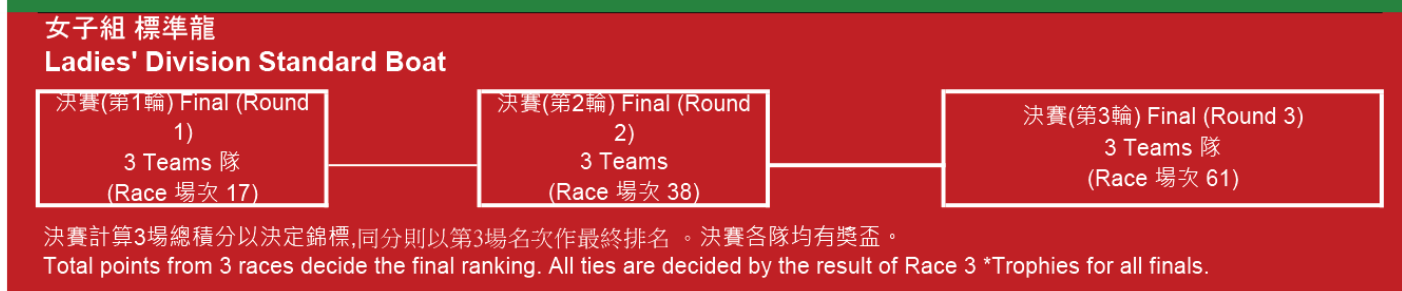 女子組 標準龍
Ladies' Division Standard Boat
決賽(第1輪) Final (Round
1)
3 Teams 隊
(Race 場次 17)
決賽(第2輪) Final (Round
2)
3 Teams
(Race 場次 38)
決賽(第3輪) Final (Round 3)
3 Teams 隊
(Race 場次 61)
決賽計算3場總積分以決定錦標,同分則以第3場名次作最終排名 。決賽各隊均有獎盃。
Total points from 3 races decide the final ranking. All ties are decided by the result of Race 3 *Trophies for all finals.